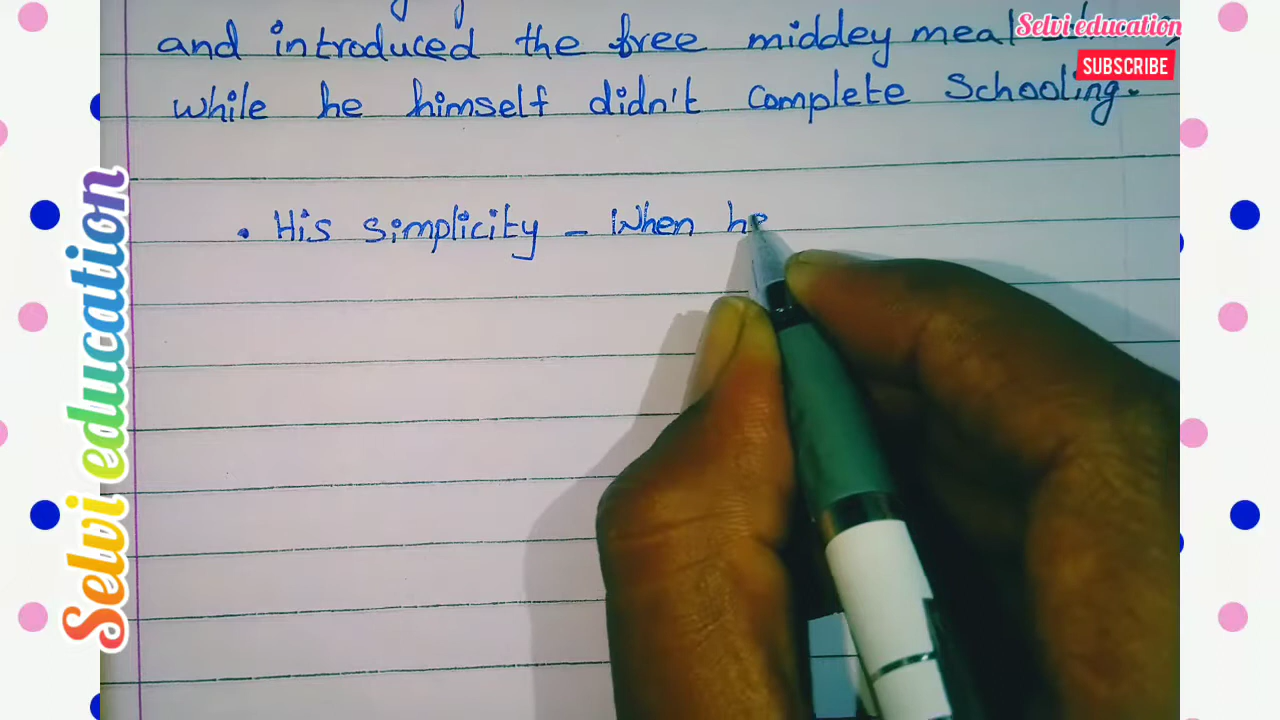 and introduced the free middey meal
Selvi education
SUBSCRIBE
while he himself didn't complete schooling.
. His simplicity - When he
Selvi education